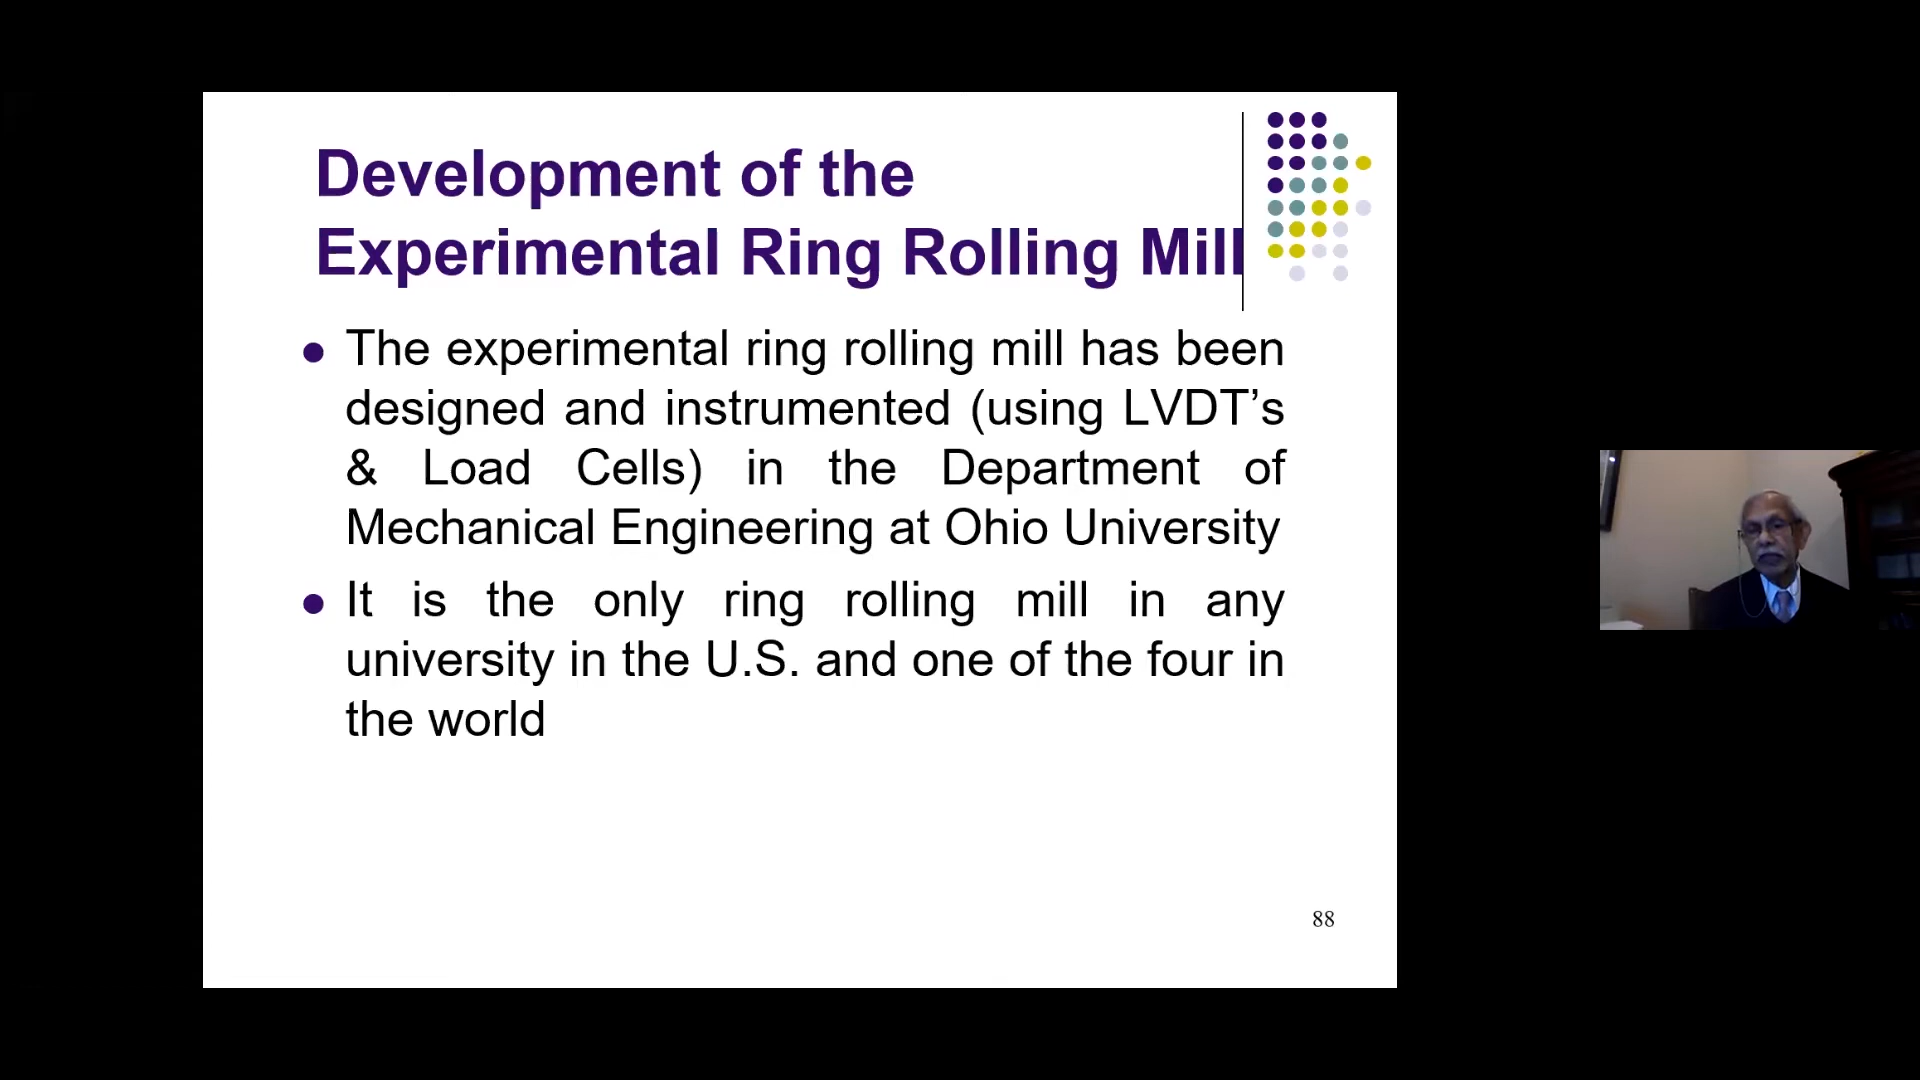 Development of the
Experimental Ring Rolling Mill
The experimental ring rolling mill has been
designed and instrumented (using LVDT’s
& Load Cells) in the Department of
Mechanical Engineering at Ohio University
It is the only ring rolling mill in any
university in the U.S. and one of the four in
the world
88